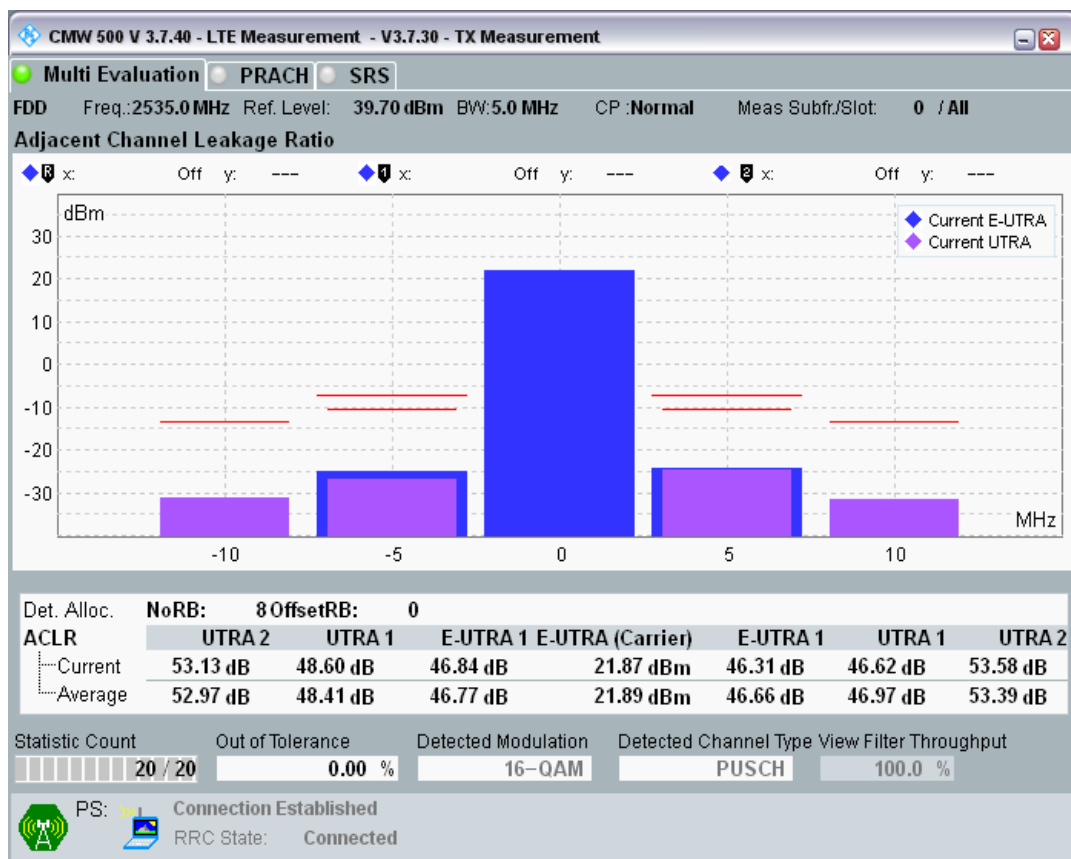 CMW 500 V 3.7.40 - LTE Measurement - V3.7.30 - TX Measurement
Multi Evaluation PRACH SRS
FDD Freq.:2535.0 MHz Ref. Level: 39.70 dBm BW:5.0 MHz CP :Normal Meas Subfr./Slot: 0 / All
Adjacent Channel Leakage Ratio
R x: Off y: --- 1 x: Off y: --- 2 x: Off y: ---
dBm
Current E-UTRA
Current UTRA
30
20
10
0
-10
-20
-30
MHz
-10 -5 0 5 10
Det. Alloc. NoRB: 8 OffsetRB: 0
ACLR UTRA 2 UTRA 1 E-UTRA 1 E-UTRA (Carrier) E-UTRA 1 UTRA 1 UTRA 2
Current 53.13 dB 48.60 dB 46.84 dB 21.87 dBm 46.31 dB 46.62 dB 53.58 dB
Average 52.97 dB 48.41 dB 46.77 dB 21.89 dBm 46.66 dB 46.97 dB 53.39 dB
Statistic Count Out of Tolerance Detected Modulation Detected Channel Type View Filter Throughput
20 / 20 0.00 % 16-QAM PUSCH 100.0 %
PS: Connection Established
RRC State: Connected